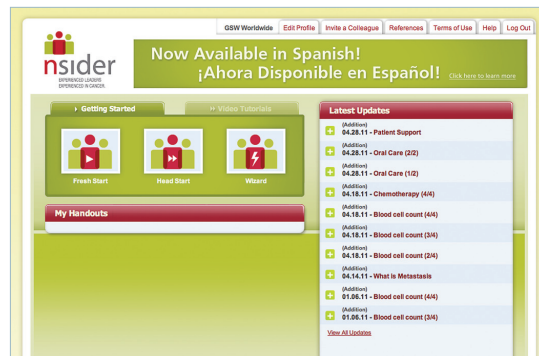 GSW Worldwide Edit Profile Invite a Colleague References Terms of Use Help Log Out
nsider
EXPERIENCED LEADERS
EXPERIENCED IN CANCER.
Now Available in Spanish!
¡Ahora Disponible en Español! Click here to learn more
Getting Started
Video Tutorials
Fresh Start
Head Start
Wizard
My Handouts
Latest Updates
(Addition)
04.28.11 - Patient Support
(Addition)
04.28.11 - Oral Care (2/2)
(Addition)
04.28.11 - Oral Care (1/2)
(Addition)
04.18.11 - Chemotherapy (4/4)
(Addition)
04.18.11 - Blood cell count (4/4)
(Addition)
04.18.11 - Blood cell count (3/4)
(Addition)
04.18.11 - Blood cell count (2/4)
(Addition)
04.14.11 - What is Metastasis
(Addition)
01.06.11 - Blood cell count (4/4)
(Addition)
01.06.11 - Blood cell count (3/4)
View All Updates